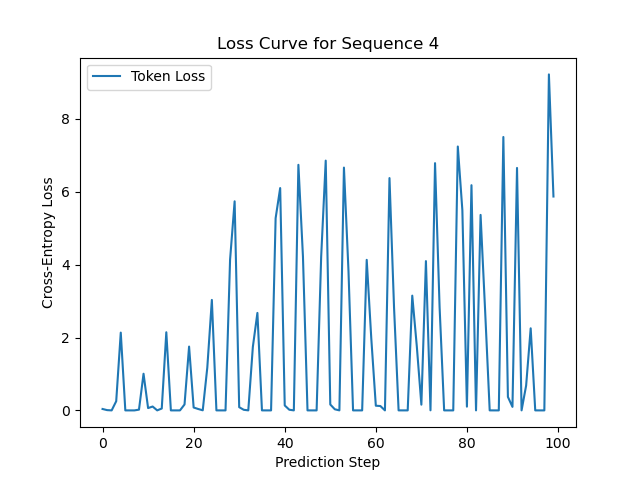 Loss Curve for Sequence 4
Token Loss
Cross-Entropy Loss
8
6
4
2
0
0 20 40 60 80 100
Prediction Step